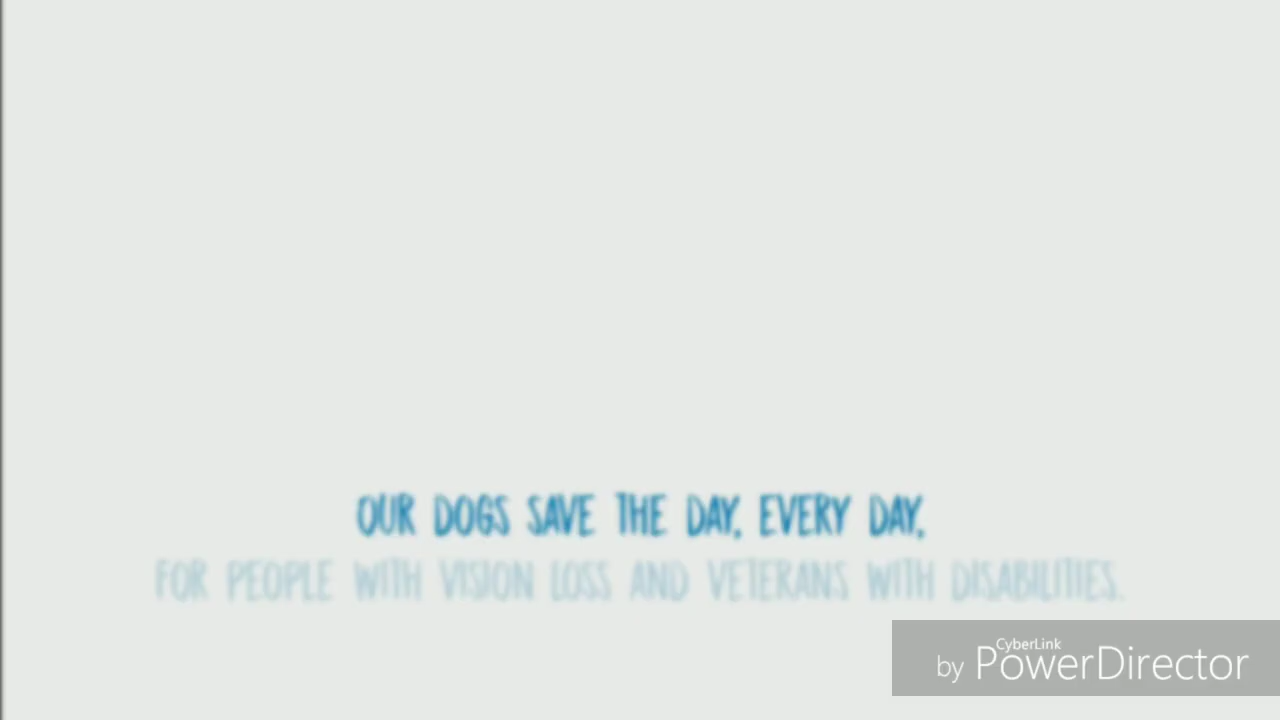 OUR DOGS SAVE THE DAY, EVERY DAY,
FOR PEOPLE WITH VISION LOSS AND VETERANS WITH DISABILITIES.
CyberLink
by PowerDirector